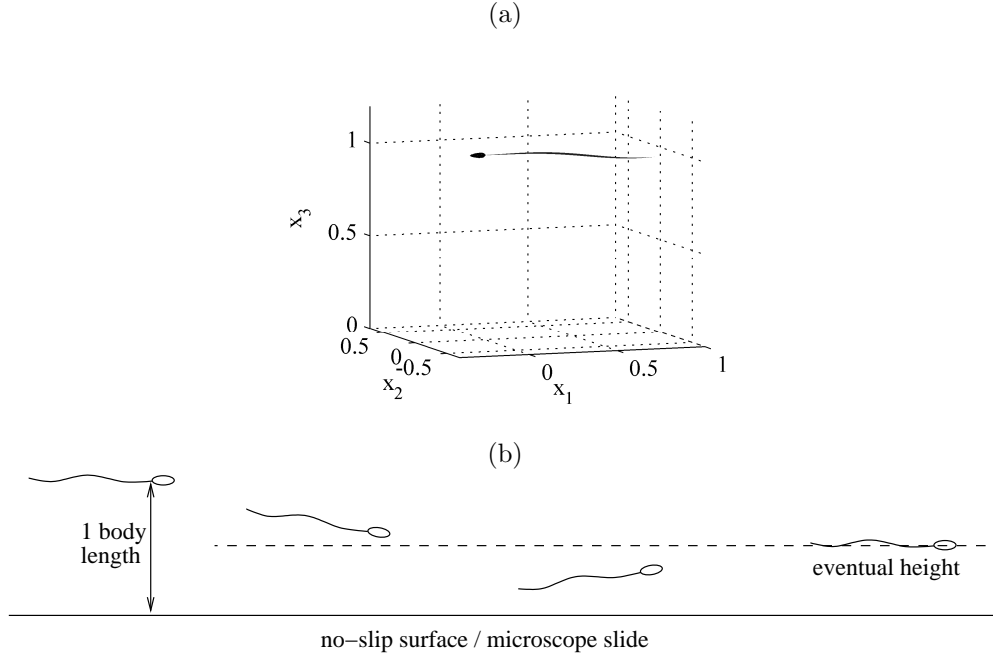 (a)
1
0.5
0
x3
0.5
0
-0.5
x2
0
0.5
1
x1
(b)
1 body
length
eventual height
no−slip surface / microscope slide